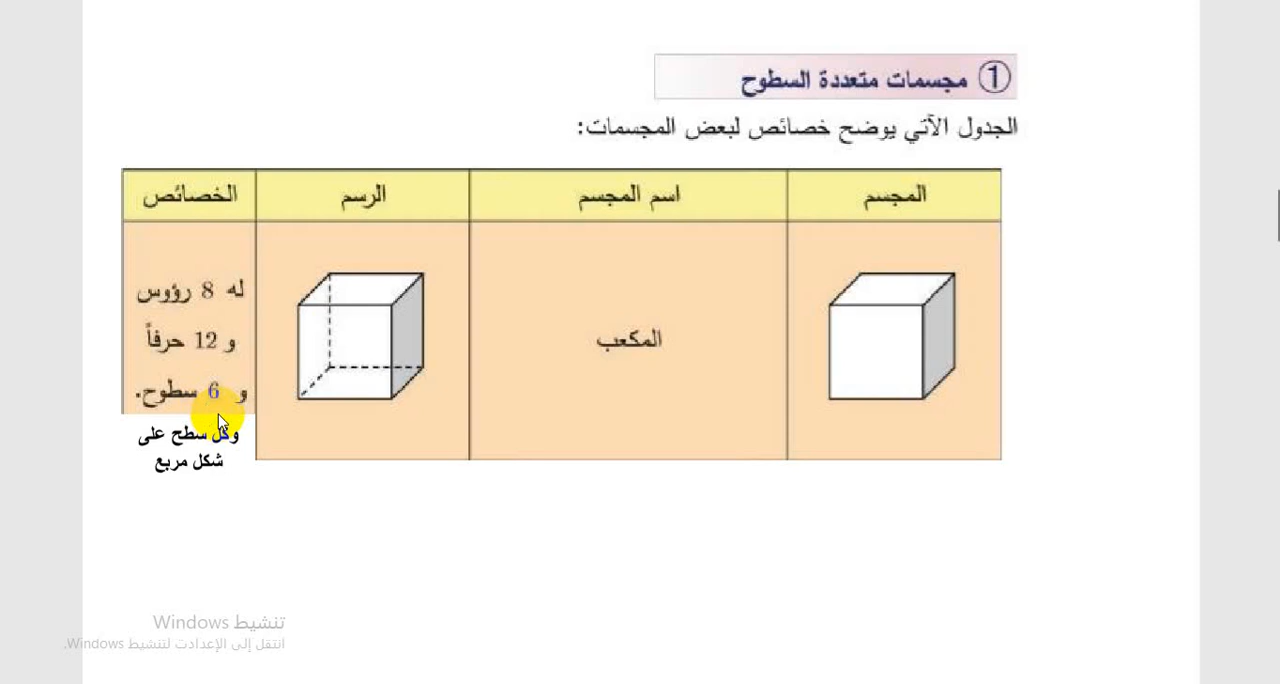 ① مجسمات متعددة السطوح
الجدول الآتي يوضح خصائص لبعض المجسمات:
المجسم
اسم المجسم
الرسم
الخصائص
المكعب
له 8 رؤوس
و 12 حرفاً
و 6 سطوح.
وكل سطح على
شكل مربع
تنشيط Windows
انتقل إلى الإعدادت لتنشيط Windows.